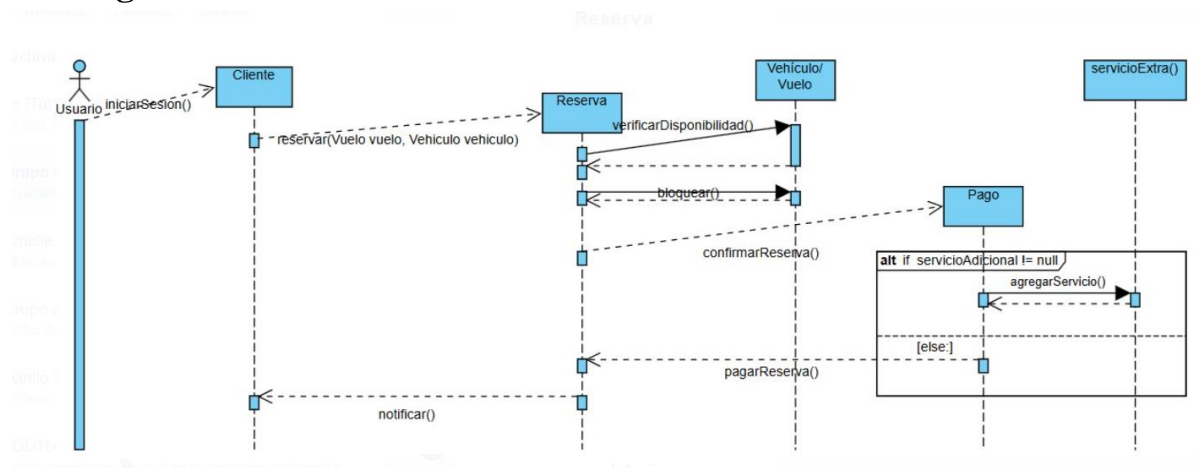 Reserva
Usuario
iniciarSesion()
Cliente
reservar(Vuelo vuelo, Vehiculo vehiculo)
Reserva
verificarDisponibilidad()
Vehículo/
Vuelo
servicioExtra()
bloquear()
Pago
confirmarReserva()
alt if servicioAdicional != null
agregarServicio()
[else:]
pagarReserva()
notificar()